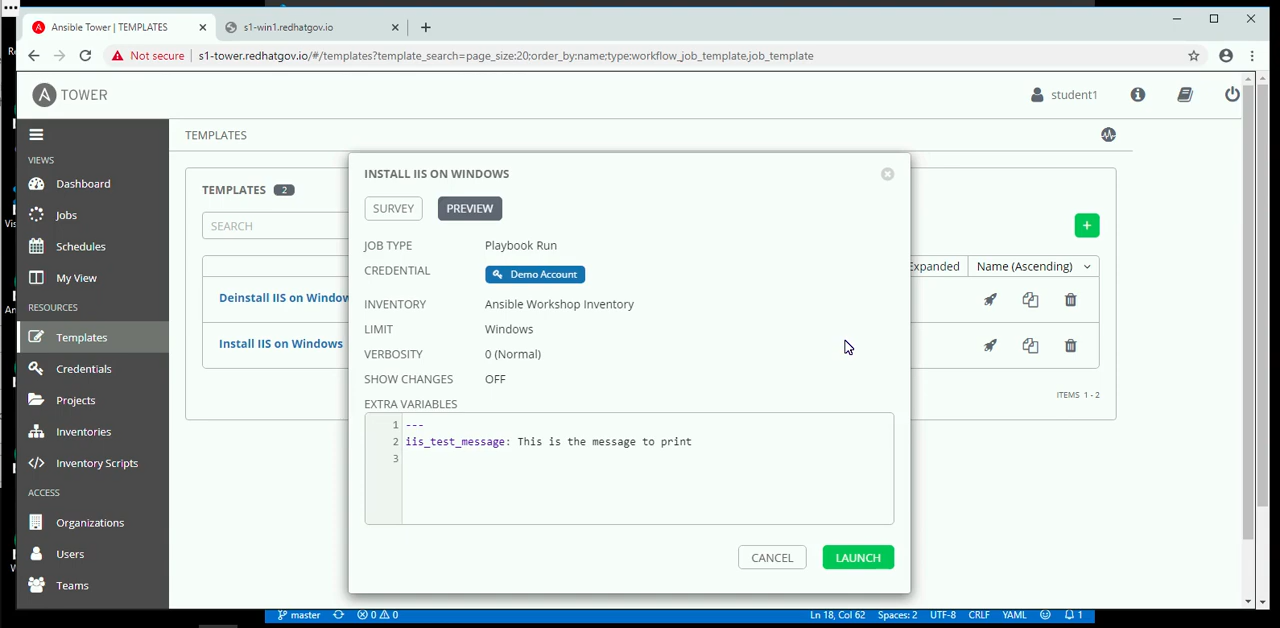 Ansible Tower | TEMPLATES
s1-win1.redhatgov.io
Not secure
s1-tower.redhatgov.io/#/templates?template_search=page_size:20;order_by:name;type:workflow_job_template,job_template
TOWER
student1
VIEWS
Dashboard
Jobs
Schedules
My View
RESOURCES
Templates
Credentials
Projects
Inventories
Inventory Scripts
ACCESS
Organizations
Users
Teams
TEMPLATES
TEMPLATES 2
SEARCH
Expanded
Name (Ascending)
Deinstall IIS on Window
Install IIS on Windows
ITEMS 1 - 2
INSTALL IIS ON WINDOWS
SURVEY
PREVIEW
JOB TYPE Playbook Run
CREDENTIAL Demo Account
INVENTORY Ansible Workshop Inventory
LIMIT Windows
VERBOSITY 0 (Normal)
SHOW CHANGES OFF
EXTRA VARIABLES
1 ---
2 iis_test_message: This is the message to print
3
CANCEL
LAUNCH
master 0 0 Ln 18, Col 62 Spaces: 2 UTF-8 CRLF YAML 1